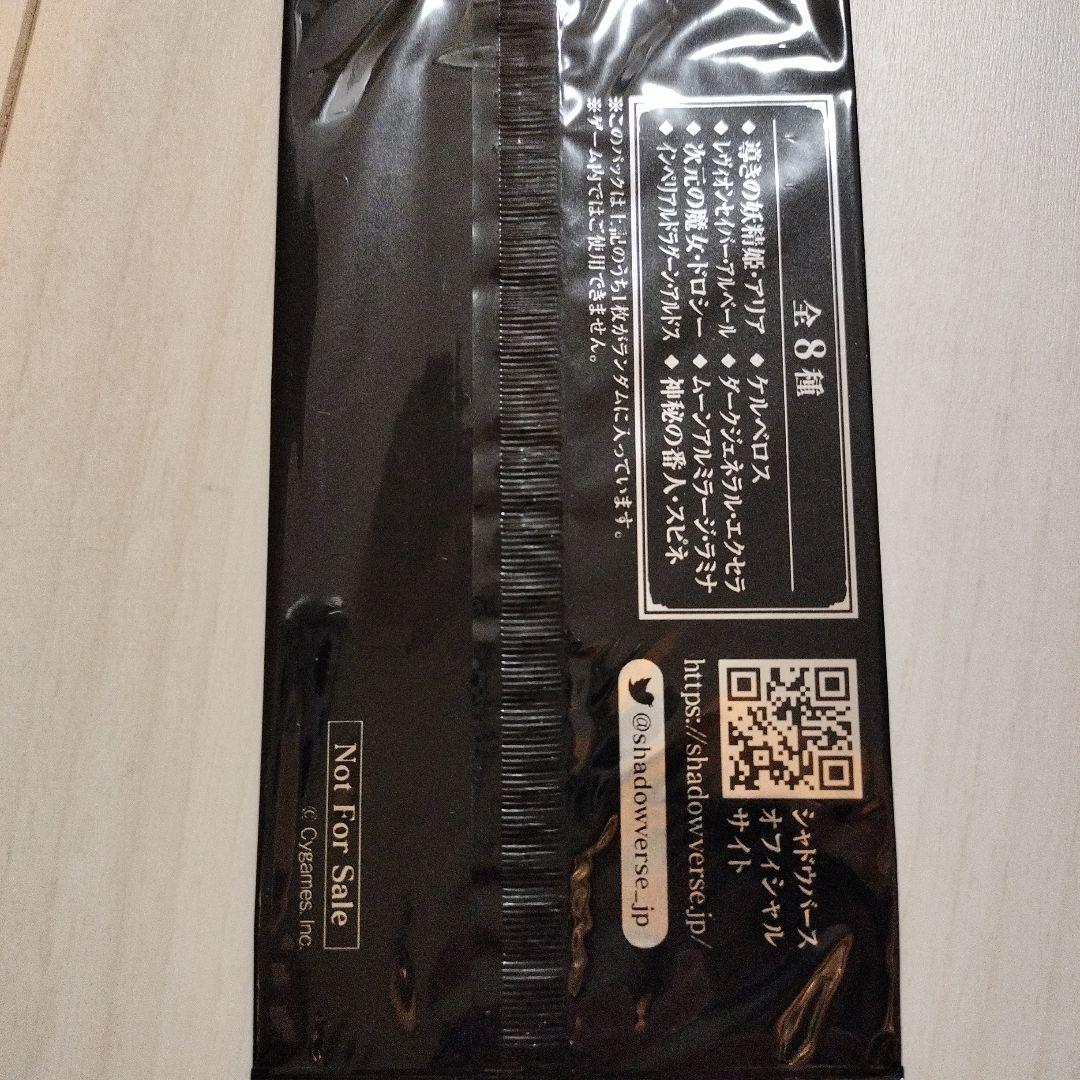 全8種
◆ 導きの妖精姫・アリア ◆ ケルベロス
◆ レヴィオンセイバー・アルベール ◆ ダークジェネラル・エクセラ
◆ 次元の魔女・ドロシー ◆ ムーンアルミラージ・ラミナ
◆ インペリアルドラグーン・アルドス ◆ 神秘の番人・スピネ
※このパックは上記のうち1枚がランダムに入っています。
※ゲーム内ではご使用できません。
シャドウバース
オフィシャル
サイト
https://shadowverse.jp/
@shadowverse_jp
Not For Sale
© Cygames, Inc.